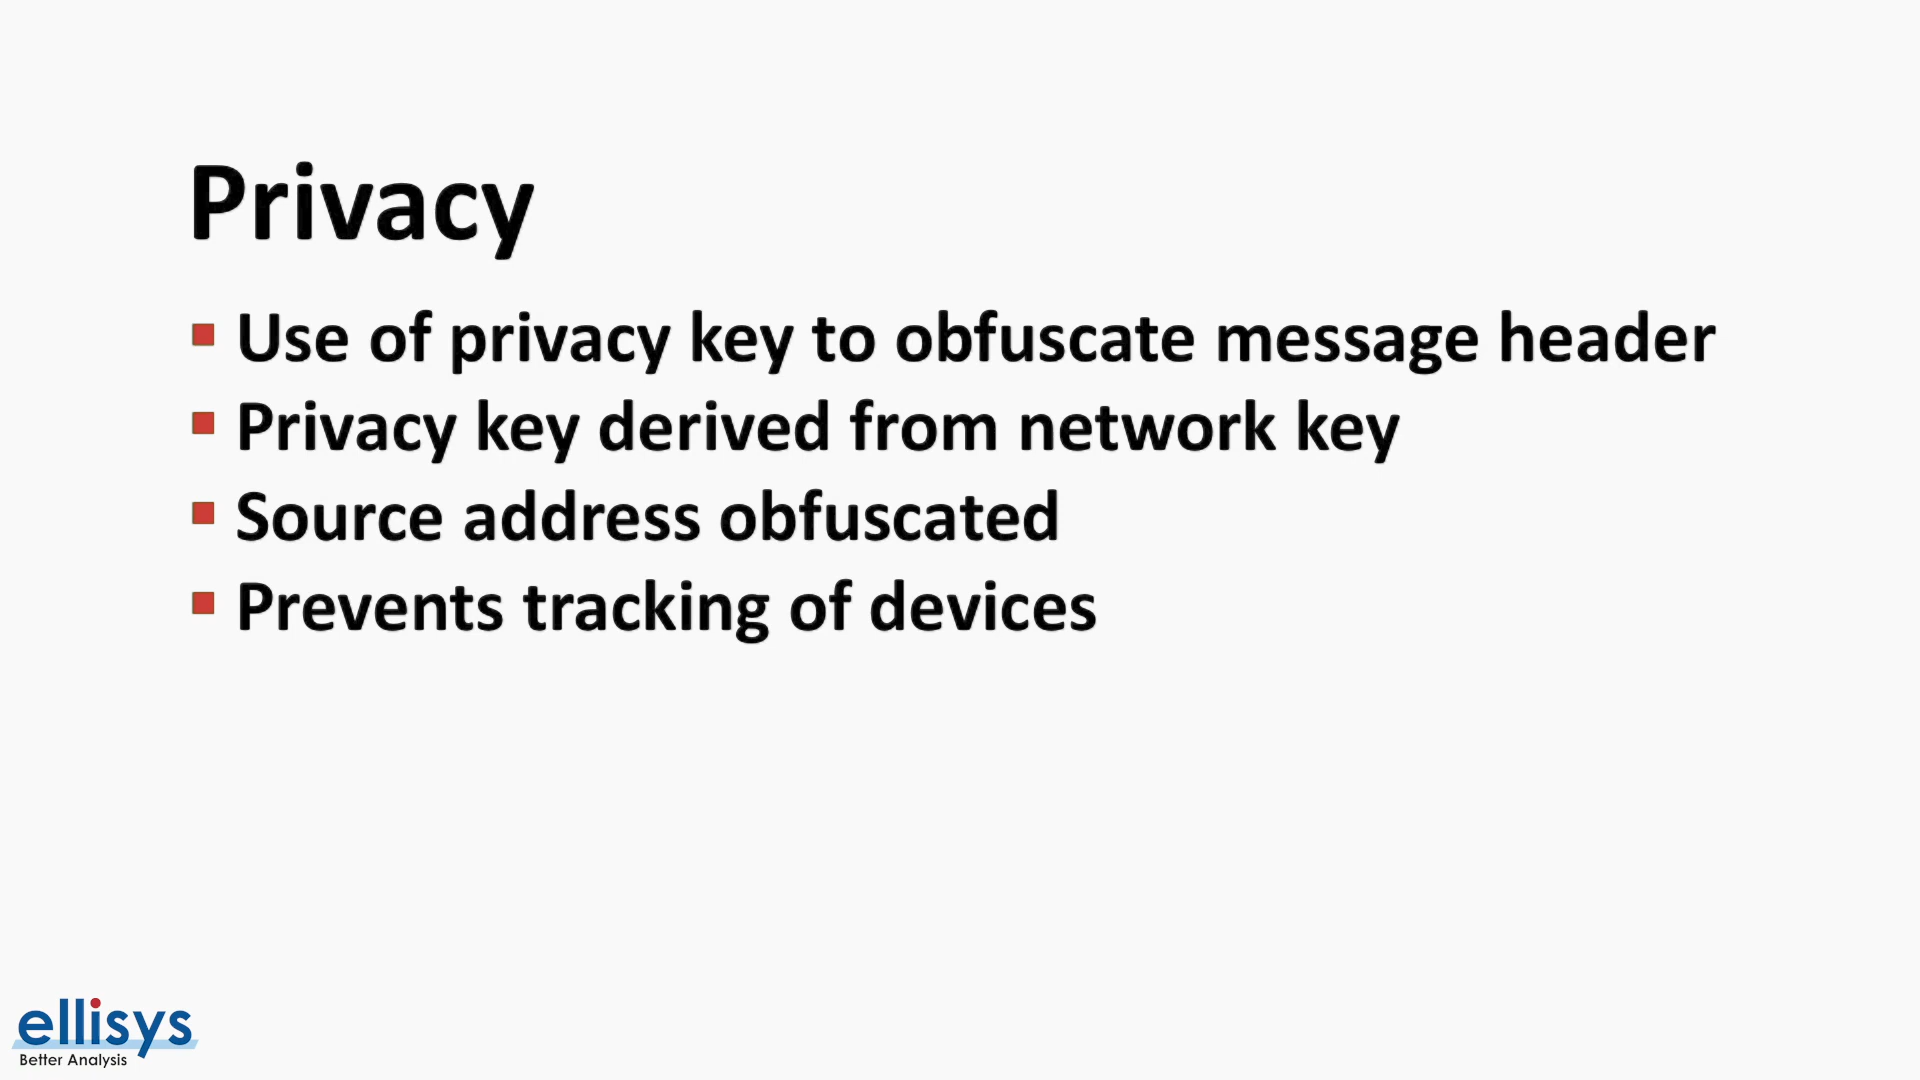 Privacy
Use of privacy key to obfuscate message header
Privacy key derived from network key
Source address obfuscated
Prevents tracking of devices
ellisys
Better Analysis